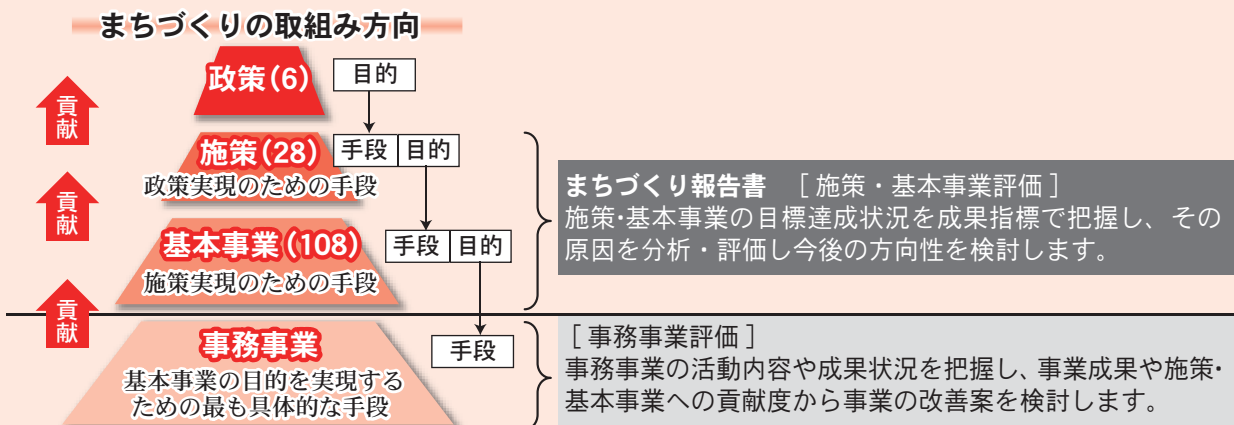 まちづくりの取組み方向
政策(6)
目的
貢献
施策(28)
手段 目的
政策実現のための手段
貢献
基本事業(108)
手段 目的
施策実現のための手段
まちづくり報告書 [施策・基本事業評価]
施策・基本事業の目標達成状況を成果指標で把握し、その
原因を分析・評価し今後の方向性を検討します。
貢献
事務事業
手段
基本事業の目的を実現する
ための最も具体的な手段
[事務事業評価]
事務事業の活動内容や成果状況を把握し、事業成果や施策・
基本事業への貢献度から事業の改善案を検討します。